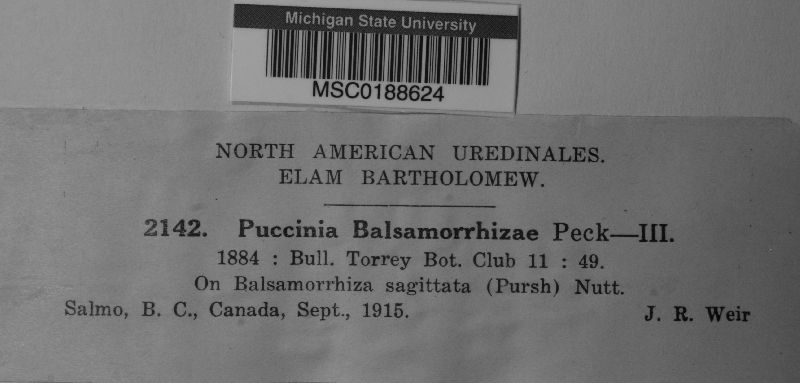 Michigan State University
MSC0188624
NORTH AMERICAN UREDINALES.
ELAM BARTHOLOMEW.
2142. Puccinia Balsamorrhizae Peck—III.
1884 : Bull. Torrey Bot. Club 11 : 49.
On Balsamorrhiza sagittata (Pursh) Nutt.
Salmo, B. C., Canada, Sept., 1915. J. R. Weir